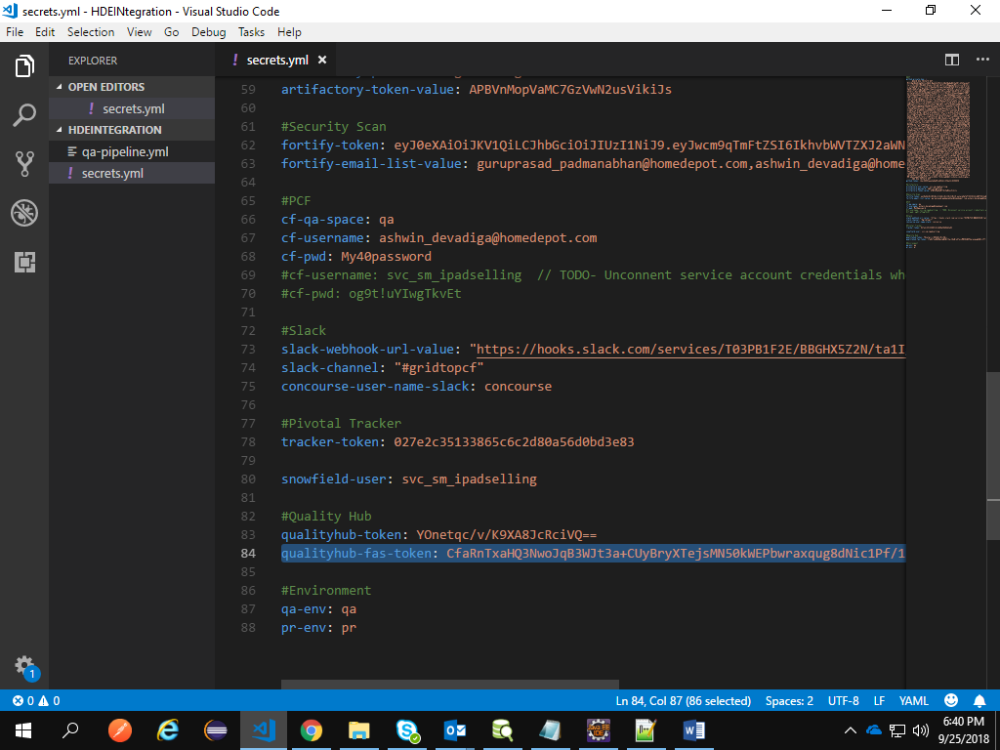 secrets.yml - HDEINtegration - Visual Studio Code
File Edit Selection View Go Debug Tasks Help
EXPLORER
OPEN EDITORS
secrets.yml
HDEINTEGRATION
qa-pipeline.yml
secrets.yml
secrets.yml
59 artifactory-token-value: APBVnMopVaMC7GzVwN2usVikiJs
60
61 #Security Scan
62 fortify-token: eyJ0eXAiOiJKV1QiLCJhbGciOiJIUzI1NiJ9.eyJwcm9qTmFtZSI6IkhvbWVTZXJ2aWN
63 fortify-email-list-value: guruprasad_padmanabhan@homedepot.com,ashwin_devadiga@home
64
65 #PCF
66 cf-qa-space: qa
67 cf-username: ashwin_devadiga@homedepot.com
68 cf-pwd: My40password
69 #cf-username: svc_sm_ipadselling // TODO- Unconnent service account credentials wh
70 #cf-pwd: og9t!uYIwgTkvEt
71
72 #Slack
73 slack-webhook-url-value: "https://hooks.slack.com/services/T03PB1F2E/BBGHX5Z2N/ta1I
74 slack-channel: "#gridtopcf"
75 concourse-user-name-slack: concourse
76
77 #Pivotal Tracker
78 tracker-token: 027e2c35133865c6c2d80a56d0bd3e83
79
80 snowfield-user: svc_sm_ipadselling
81
82 #Quality Hub
83 qualityhub-token: YOnetqc/v/K9XA8JcRciVQ==
84 qualityhub-fas-token: CfaRnTxaHQ3NwoJqB3WJt3a+CUyBryXTejsMN50kWEPbwraxqug8dNic1Pf/1
85
86 #Environment
87 qa-env: qa
88 pr-env: pr
1
0 0
Ln 84, Col 87 (86 selected) Spaces: 2 UTF-8 LF YAML
6:40 PM
9/25/2018